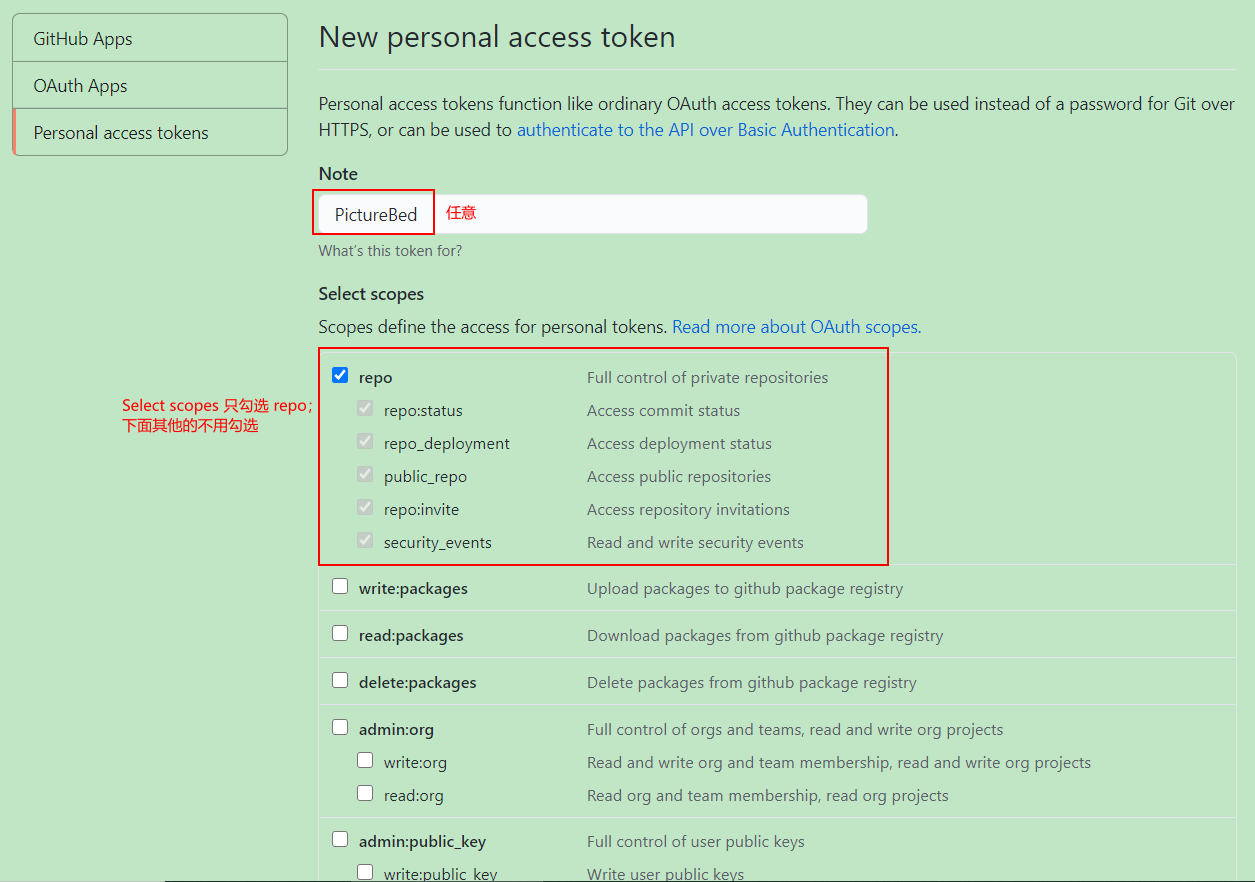 GitHub Apps
OAuth Apps
Personal access tokens
New personal access token
Personal access tokens function like ordinary OAuth access tokens. They can be used instead of a password for Git over
HTTPS, or can be used to authenticate to the API over Basic Authentication.
Note
PictureBed 任意
What's this token for?
Select scopes
Scopes define the access for personal tokens. Read more about OAuth scopes.
Select scopes 只勾选 repo；
下面其他的不用勾选
repo Full control of private repositories
repo:status Access commit status
repo_deployment Access deployment status
public_repo Access public repositories
repo:invite Access repository invitations
security_events Read and write security events
write:packages Upload packages to github package registry
read:packages Download packages from github package registry
delete:packages Delete packages from github package registry
admin:org Full control of orgs and teams, read and write org projects
write:org Read and write org and team membership, read and write org projects
read:org Read org and team membership, read org projects
admin:public_key Full control of user public keys
write:public_key Write user public keys